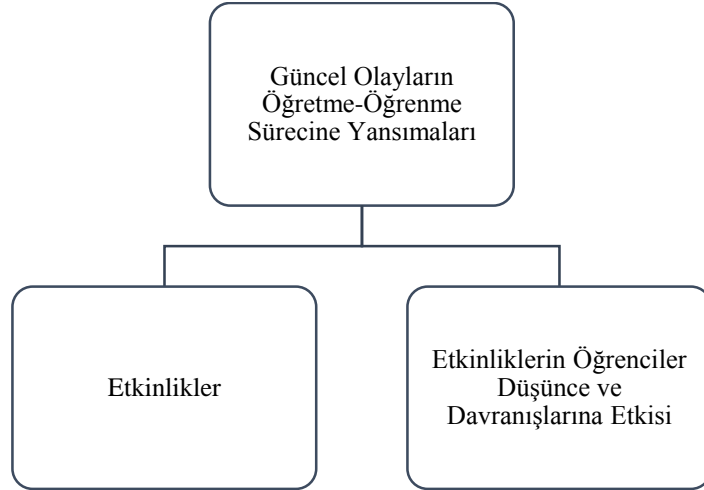 Güncel Olayların
Öğretme-Öğrenme
Sürecine Yansımaları
Etkinlikler
Etkinliklerin Öğrenciler
Düşünce ve
Davranışlarına Etkisi